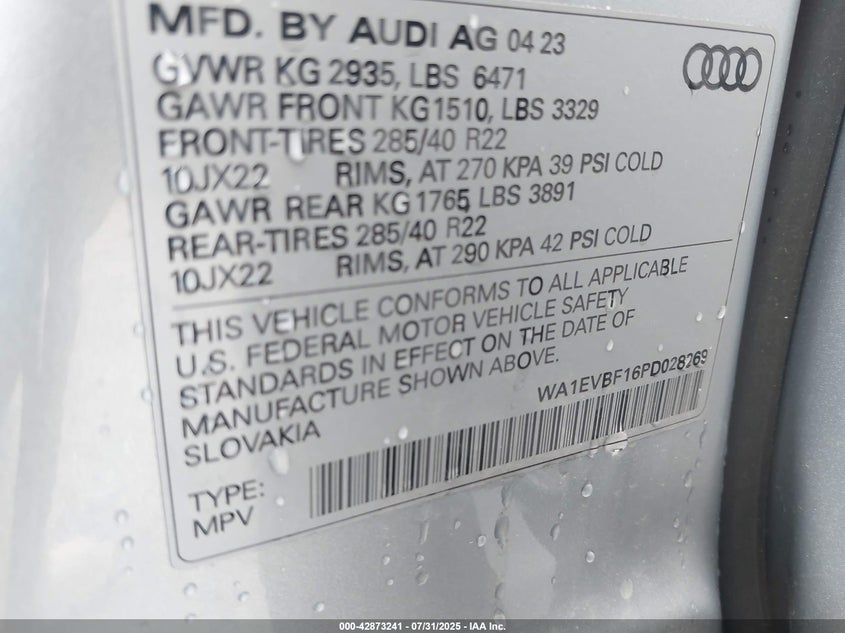 MFD. BY AUDI AG 04 23
GVWR KG 2935, LBS 6471
GAWR FRONT KG1510, LBS 3329
FRONT-TIRES 285/40 R22
10JX22 RIMS, AT 270 KPA 39 PSI COLD
GAWR REAR KG1765 LBS 3891
REAR-TIRES 285/40 R22
10JX22 RIMS, AT 290 KPA 42 PSI COLD
THIS VEHICLE CONFORMS TO ALL APPLICABLE
U.S. FEDERAL MOTOR VEHICLE SAFETY
STANDARDS IN EFFECT ON THE DATE OF
MANUFACTURE SHOWN ABOVE.
SLOVAKIA
WA1EVBF16PD028269
TYPE:
MPV
000-42873241 - 07/31/2025 - IAA Inc.